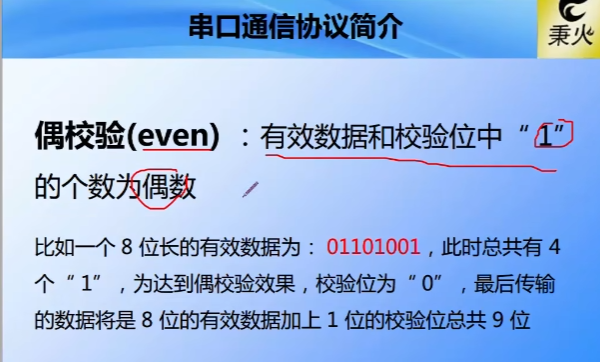 串口通信协议简介
秉火
偶校验(even) ：有效数据和校验位中“ 1”
的个数为偶数
比如一个 8 位长的有效数据为： 01101001，此时总共有 4
个“ 1”，为达到偶校验效果，校验位为“ 0”，最后传输
的数据将是 8 位的有效数据加上 1 位的校验位总共 9 位